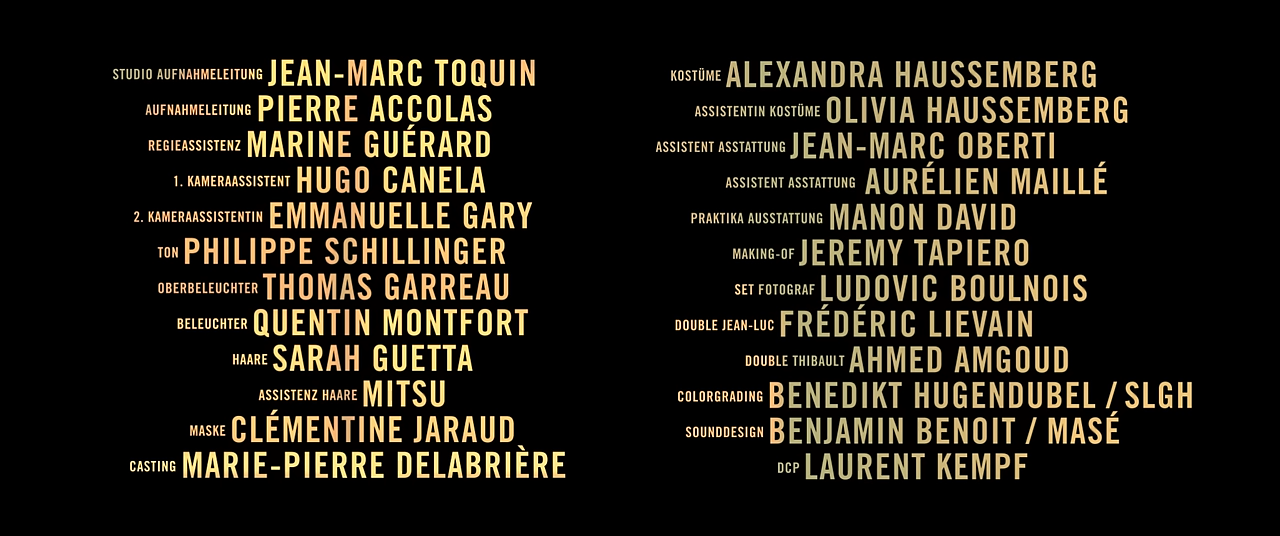 STUDIO AUFNAHMELEITUNG JEAN-MARC TOQUIN
AUFNAHMELEITUNG PIERRE ACCOLAS
REGIEASSISTENZ MARINE GUÉRARD
1. KAMERAASSISTENT HUGO CANELA
2. KAMERAASSISTENTIN EMMANUELLE GARY
TON PHILIPPE SCHILLINGER
OBERBELEUCHTER THOMAS GARREAU
BELEUCHTER QUENTIN MONTFORT
HAARE SARAH GUETTA
ASSISTENZ HAARE MITSU
MASKE CLÉMENTINE JARAUD
CASTING MARIE-PIERRE DELABRIÈRE
KOSTÜME ALEXANDRA HAUSSEMBERG
ASSISTENTIN KOSTÜME OLIVIA HAUSSEMBERG
ASSISTENT ASSTATTUNG JEAN-MARC OBERTI
ASSISTENT ASSTATTUNG AURÉLIEN MAILLÉ
PRAKTIKA AUSSTATTUNG MANON DAVID
MAKING-OF JEREMY TAPIERO
SET FOTOGRAF LUDOVIC BOULNOIS
DOUBLE JEAN-LUC FRÉDÉRIC LIEVAIN
DOUBLE THIBAULT AHMED AMGOUD
COLORGRADING BENEDIKT HUGENDUBEL / SLGH
SOUNDDESIGN BENJAMIN BENOIT / MASÉ
DCP LAURENT KEMPF